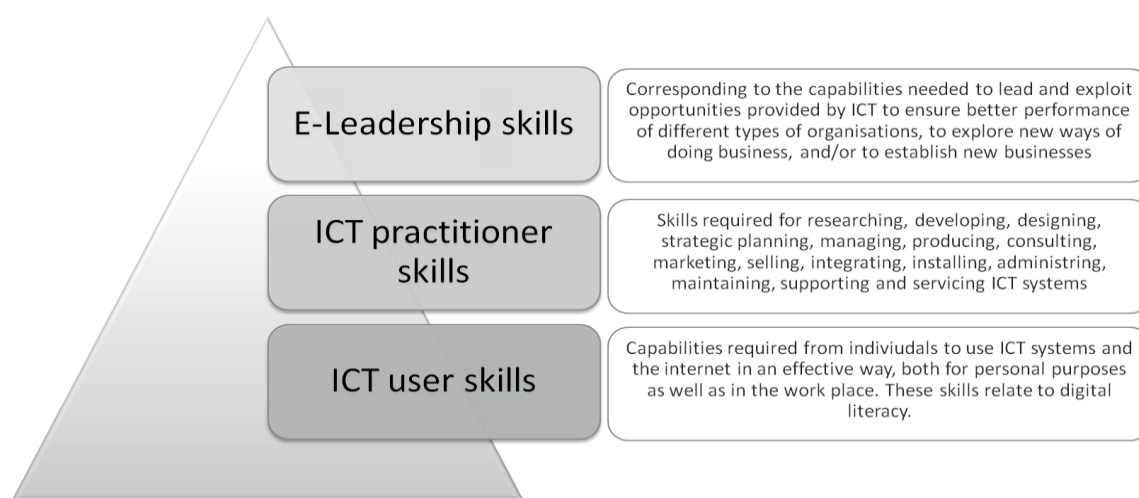 E-Leadership skills
Corresponding to the capabilities needed to lead and exploit
opportunities provided by ICT to ensure better performance
of different types of organisations, to explore new ways of
doing business, and/or to establish new businesses
ICT practitioner
skills
Skills required for researching, developing, designing,
strategic planning, managing, producing, consulting,
marketing, selling, integrating, installing, administring,
maintaining, supporting and servicing ICT systems
ICT user skills
Capabilities required from indiviudals to use ICT systems and
the internet in an effective way, both for personal purposes
as well as in the work place. These skills relate to digital
literacy.